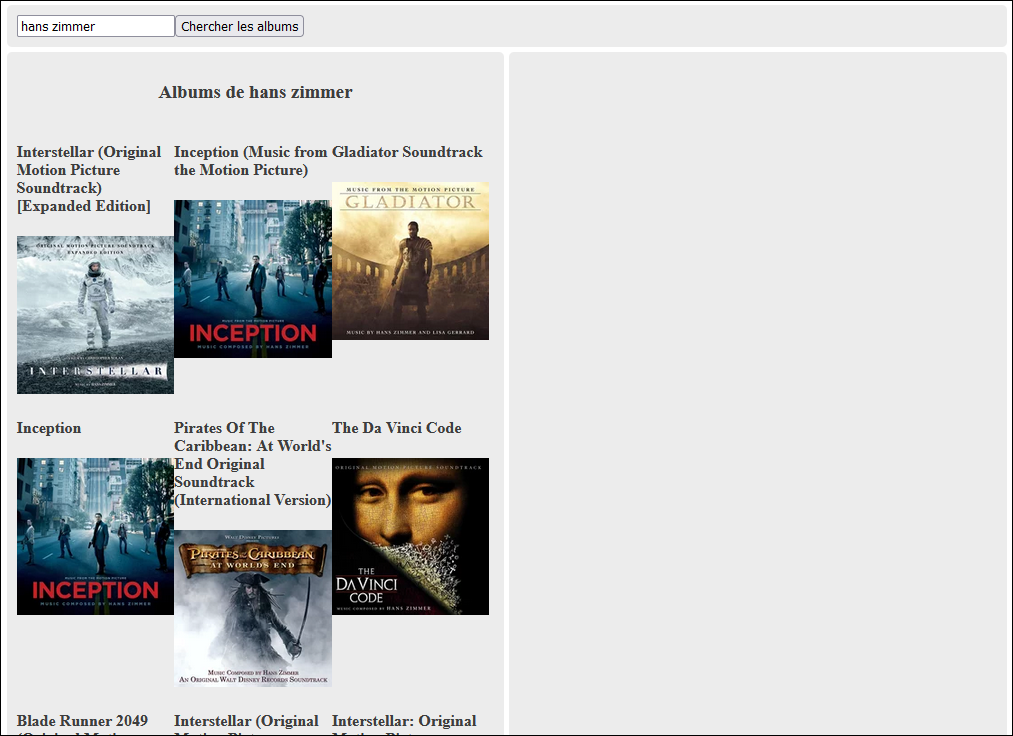 hans zimmer
Chercher les albums
Albums de hans zimmer
Interstellar (Original
Motion Picture
Soundtrack)
[Expanded Edition]
ORIGINAL MOTION PICTURE SOUNDTRACK
EXPANDED EDITION
INTERSTELLAR
Inception (Music from
the Motion Picture)
MUSIC FROM THE MOTION PICTURE
INCEPTION
MUSIC COMPOSED BY HANS ZIMMER
Gladiator Soundtrack
MUSIC FROM THE MOTION PICTURE
GLADIATOR
MUSIC BY HANS ZIMMER AND LISA GERRARD
Inception
MUSIC FROM THE MOTION PICTURE
INCEPTION
MUSIC COMPOSED BY HANS ZIMMER
Pirates Of The
Caribbean: At World's
End Original
Soundtrack
(International Version)
WALT DISNEY PICTURES
PIRATES of the CARIBBEAN
AT WORLDS END
MUSIC COMPOSED BY HANS ZIMMER
AN ORIGINAL WALT DISNEY RECORDS SOUNDTRACK
The Da Vinci Code
ORIGINAL MOTION PICTURE SOUNDTRACK
THE
DA VINCI
CODE
MUSIC COMPOSED BY HANS ZIMMER
Blade Runner 2049
Interstellar (Original
Interstellar: Original